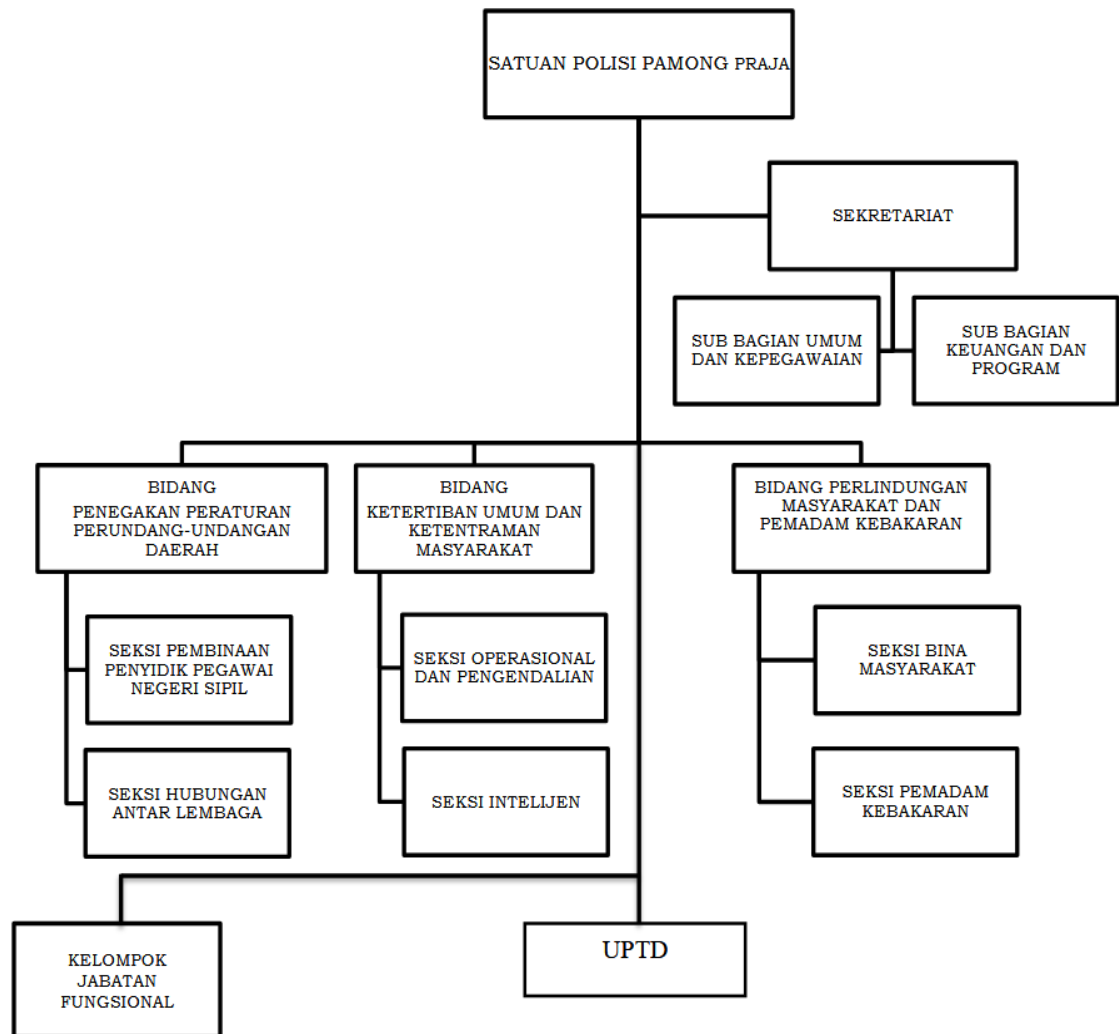 SATUAN POLISI PAMONG PRAJA
SEKRETARIAT
SUB BAGIAN UMUM
DAN KEPEGAWAIAN
SUB BAGIAN
KEUANGAN DAN
PROGRAM
BIDANG
PENEGAKAN PERATURAN
PERUNDANG-UNDANGAN
DAERAH
BIDANG
KETERTIBAN UMUM DAN
KETENTRAMAN
MASYARAKAT
BIDANG PERLINDUNGAN
MASYARAKAT DAN
PEMADAM KEBAKARAN
SEKSI PEMBINAAN
PENYIDIK PEGAWAI
NEGERI SIPIL
SEKSI OPERASIONAL
DAN PENGENDALIAN
SEKSI BINA
MASYARAKAT
SEKSI HUBUNGAN
ANTAR LEMBAGA
SEKSI INTELIJEN
SEKSI PEMADAM
KEBAKARAN
KELOMPOK
JABATAN
FUNGSIONAL
UPTD